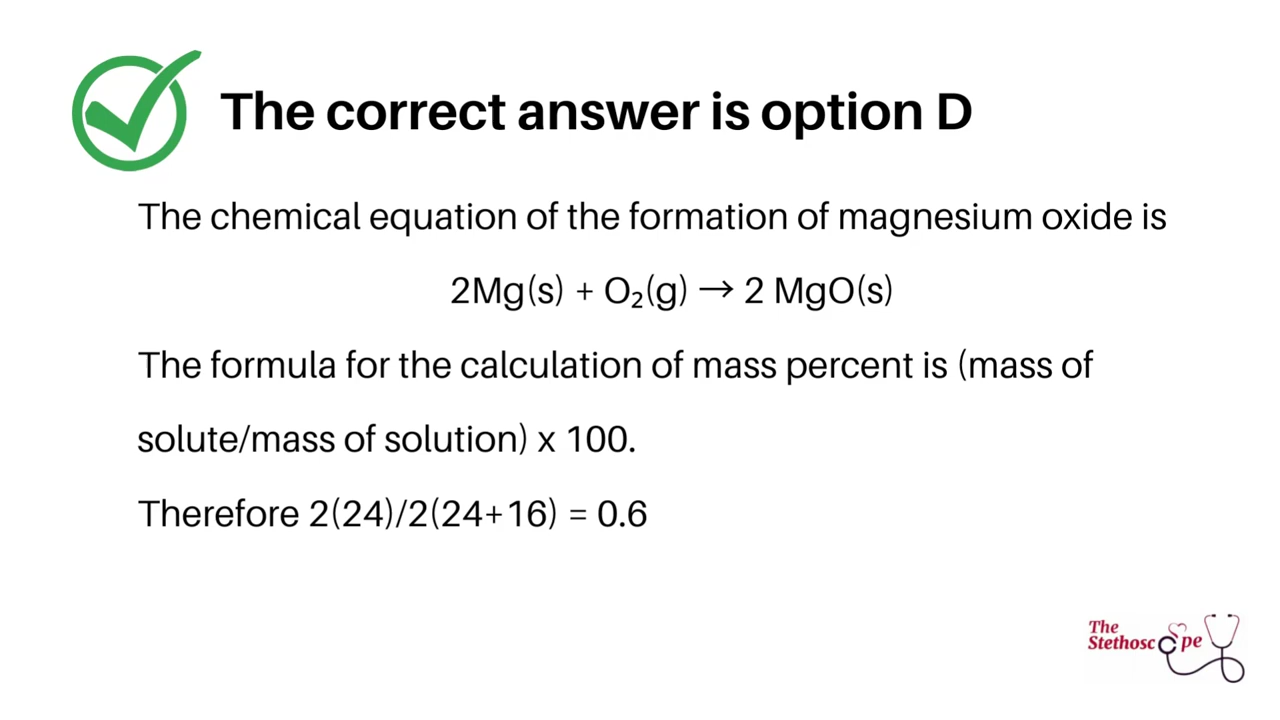 The correct answer is option D
The chemical equation of the formation of magnesium oxide is
2Mg(s) + O₂(g) → 2 MgO(s)
The formula for the calculation of mass percent is (mass of
solute/mass of solution) x 100.
Therefore 2(24)/2(24+16) = 0.6
The
Stethoscope